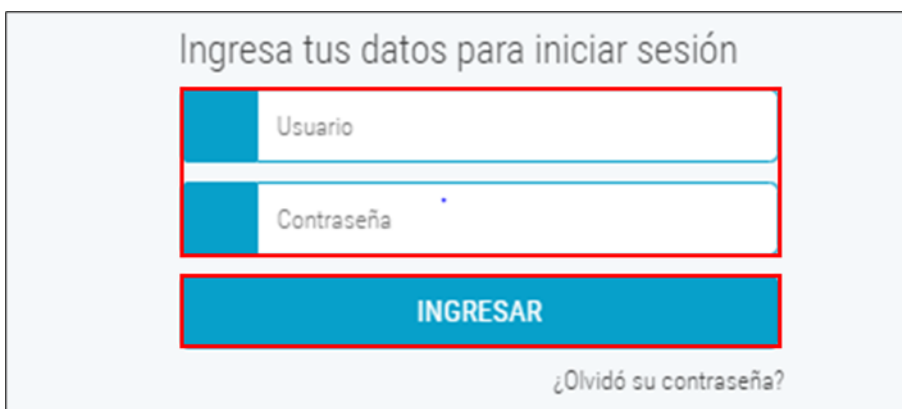 Ingresa tus datos para iniciar sesión
Usuario
Contraseña
INGRESAR
¿Olvidó su contraseña?